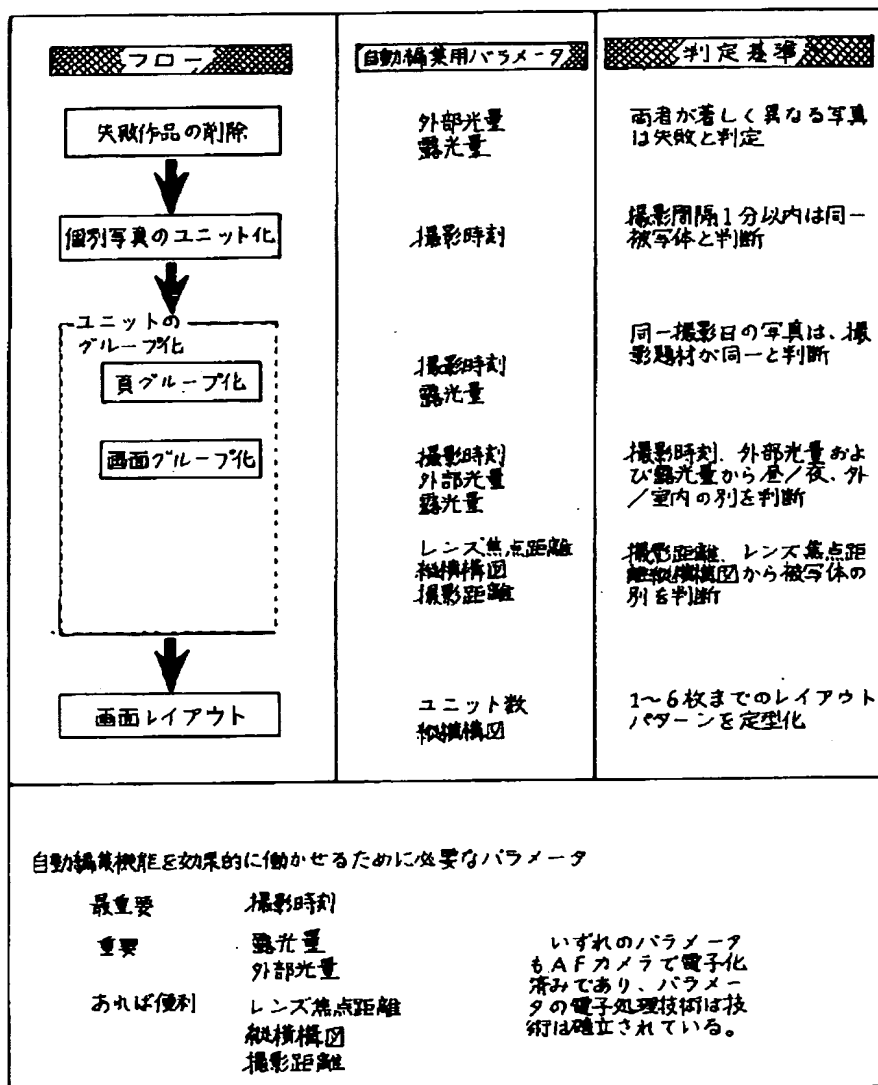 フロー
自動編集用パラメータ
判定基準
失敗作品の削除
外部光量
露光量
両者が著しく異なる写真
は失敗と判定
個別写真のユニット化
撮影時刻
撮影間隔1分以内は同一
被写体と判断
ユニットの
グループ化
頁グループ化
撮影時刻
露光量
同一撮影日の写真は、撮
影題材が同一と判断
画面グループ化
撮影時刻
外部光量
露光量
撮影時刻、外部光量およ
び露光量から昼/夜、外
/室内の別を判断
レンズ焦点距離
縦横構図
撮影距離
撮影距離、レンズ焦点距
離縦横構図から被写体の
別を判断
画面レイアウト
ユニット数
縦横構図
1~6枚までのレイアウト
パターンを定型化
自動編集機能を効果的に働かせるために必要なパラメータ
最重要 撮影時刻
重要 露光量
外部光量
あれば便利 レンズ焦点距離
縦横構図
撮影距離
いずれのパラメータ
もAFカメラで電子化
済みであり、パラメー
タの電子処理技術は技
術は確立されている。